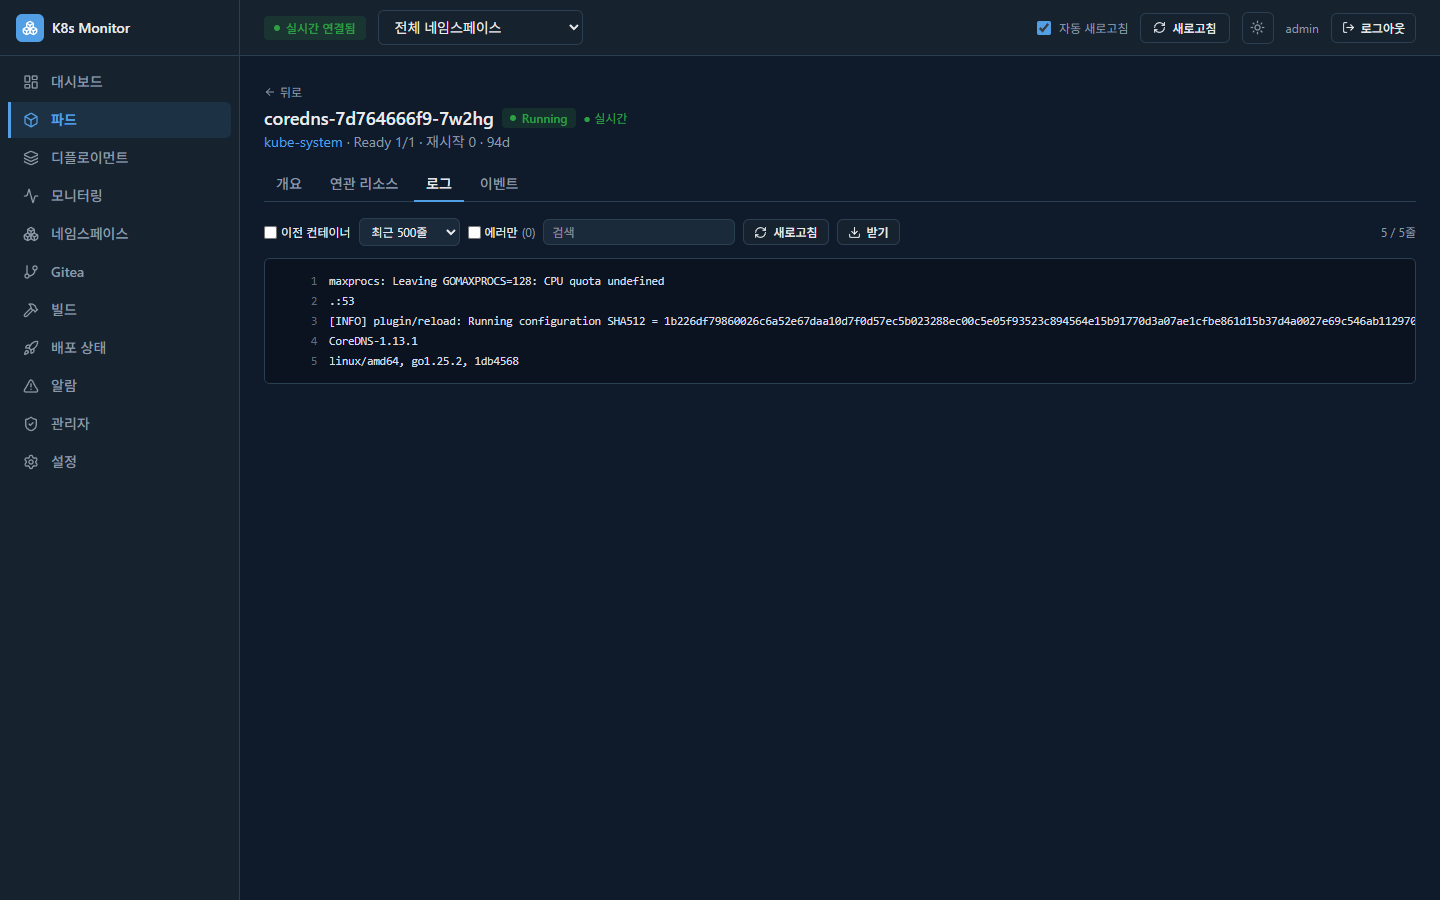 K8s Monitor
실시간 연결됨
전체 네임스페이스
자동 새로고침
새로고침
admin
로그아웃
대시보드
파드
디플로이먼트
모니터링
네임스페이스
Gitea
빌드
배포 상태
알람
관리자
설정
← 뒤로
coredns-7d764666f9-7w2hg
Running
실시간
kube-system · Ready 1/1 · 재시작 0 · 94d
개요
연관 리소스
로그
이벤트
이전 컨테이너
최근 500줄
에러만 (0)
검색
새로고침
받기
5 / 5줄
1 maxprocs: Leaving GOMAXPROCS=128: CPU quota undefined
2 .:53
3 [INFO] plugin/reload: Running configuration SHA512 = 1b226df79860026c6a52e67daa10d7f0d57ec5b023288ec00c5e05f93523c894564e15b91770d3a07ae1cfbe861d15b37d4a0027e69c546ab112970
4 CoreDNS-1.13.1
5 linux/amd64, go1.25.2, 1db4568